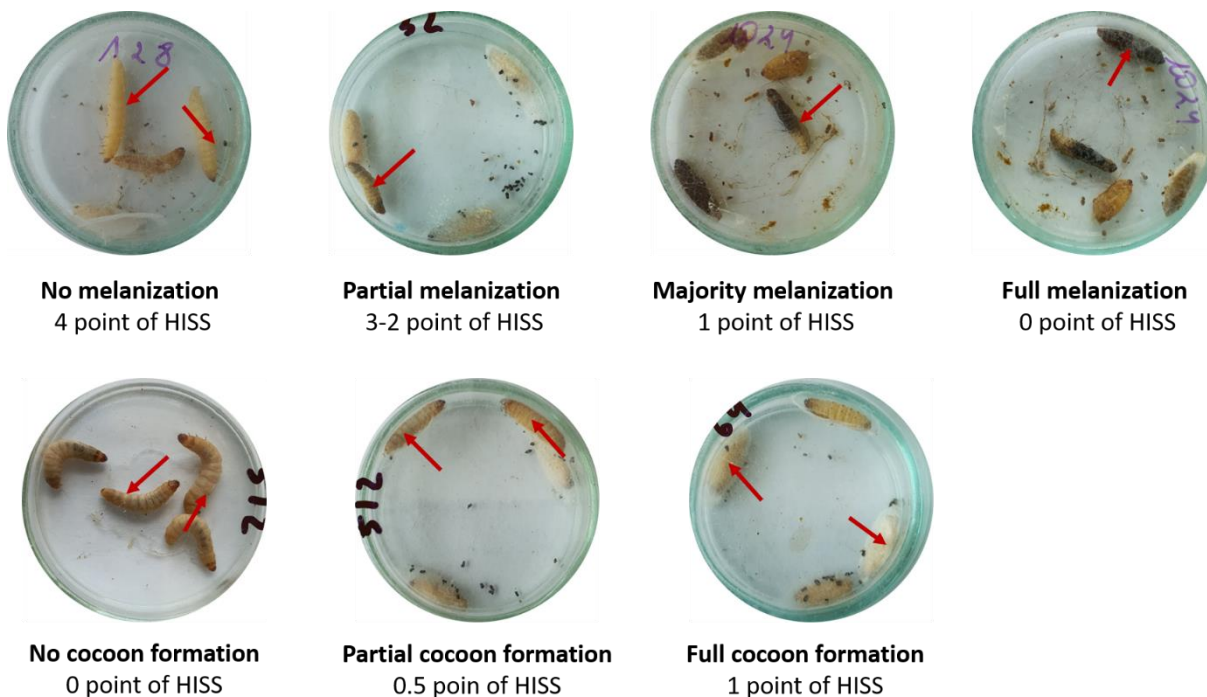 128
1024
1024
No melanization
4 point of HISS
Partial melanization
3-2 point of HISS
Majority melanization
1 point of HISS
Full melanization
0 point of HISS
512
64
No cocoon formation
0 point of HISS
Partial cocoon formation
0.5 poin of HISS
Full cocoon formation
1 point of HISS